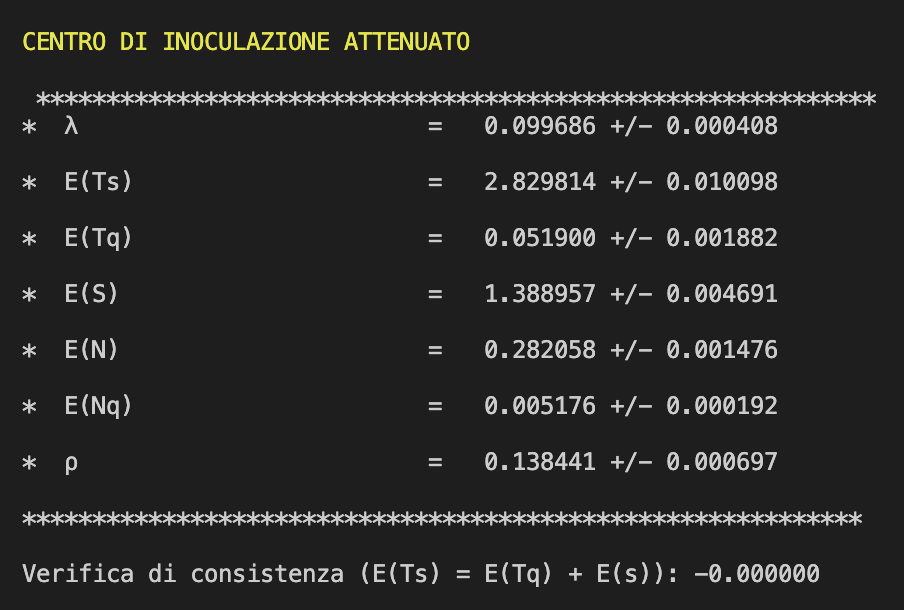 CENTRO DI INOCULAZIONE ATTENUATO
************************************************************
* λ = 0.099686 +/- 0.000408
* E(Ts) = 2.829814 +/- 0.010098
* E(Tq) = 0.051900 +/- 0.001882
* E(S) = 1.388957 +/- 0.004691
* E(N) = 0.282058 +/- 0.001476
* E(Nq) = 0.005176 +/- 0.000192
* ρ = 0.138441 +/- 0.000697
************************************************************
Verifica di consistenza (E(Ts) = E(Tq) + E(s)): -0.000000